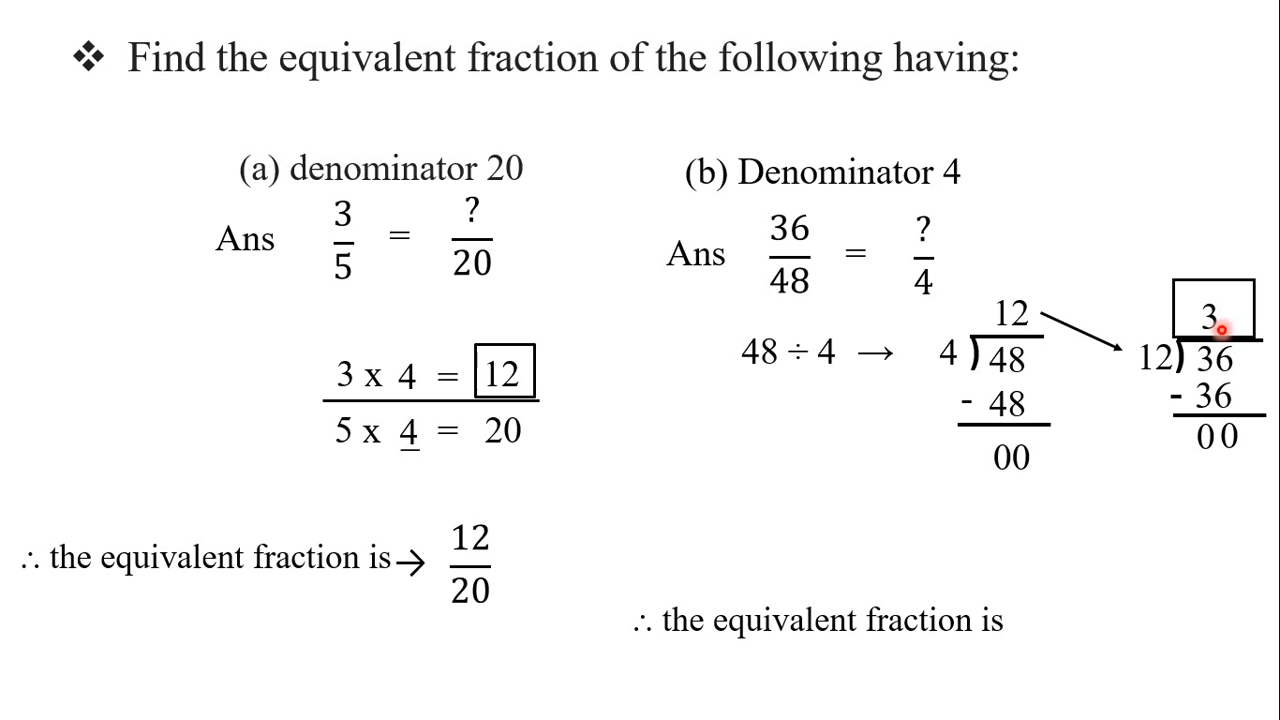 ❖ Find the equivalent fraction of the following having:
(a) denominator 20
Ans 3/5 = ?/20
3 x 4 = 12
5 x 4 = 20
∴ the equivalent fraction is → 12/20
(b) Denominator 4
Ans 36/48 = ?/4
48 ÷ 4 →
12
4 ) 48
- 48
00
3
12 ) 36
- 36
00
∴ the equivalent fraction is